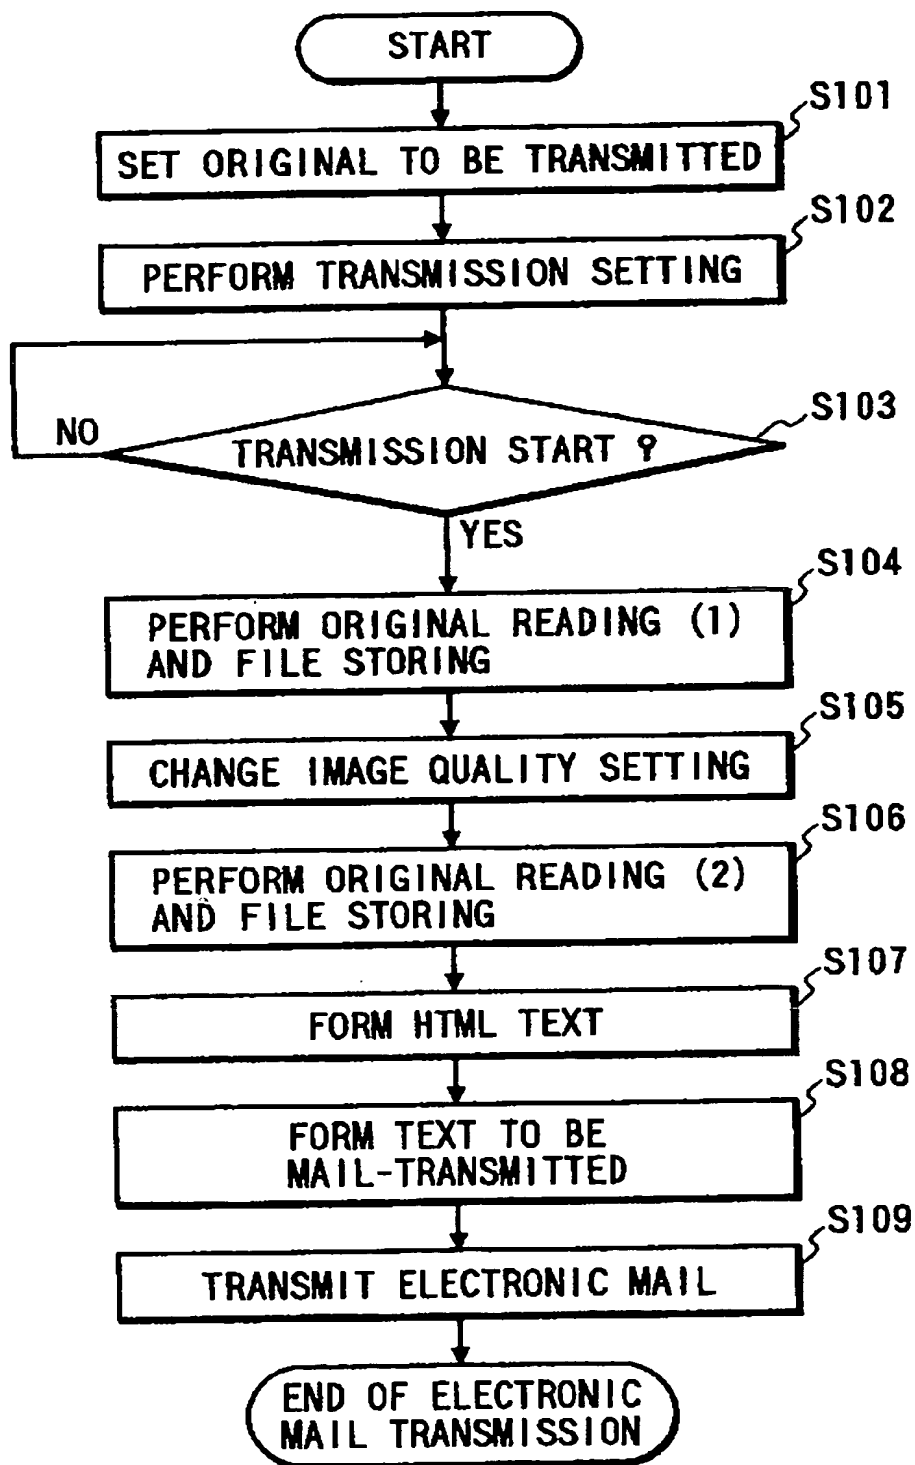 START
S101
SET ORIGINAL TO BE TRANSMITTED
S102
PERFORM TRANSMISSION SETTING
S103
NO
TRANSMISSION START ?
YES
S104
PERFORM ORIGINAL READING (1)
AND FILE STORING
S105
CHANGE IMAGE QUALITY SETTING
S106
PERFORM ORIGINAL READING (2)
AND FILE STORING
S107
FORM HTML TEXT
S108
FORM TEXT TO BE
MAIL-TRANSMITTED
S109
TRANSMIT ELECTRONIC MAIL
END OF ELECTRONIC
MAIL TRANSMISSION